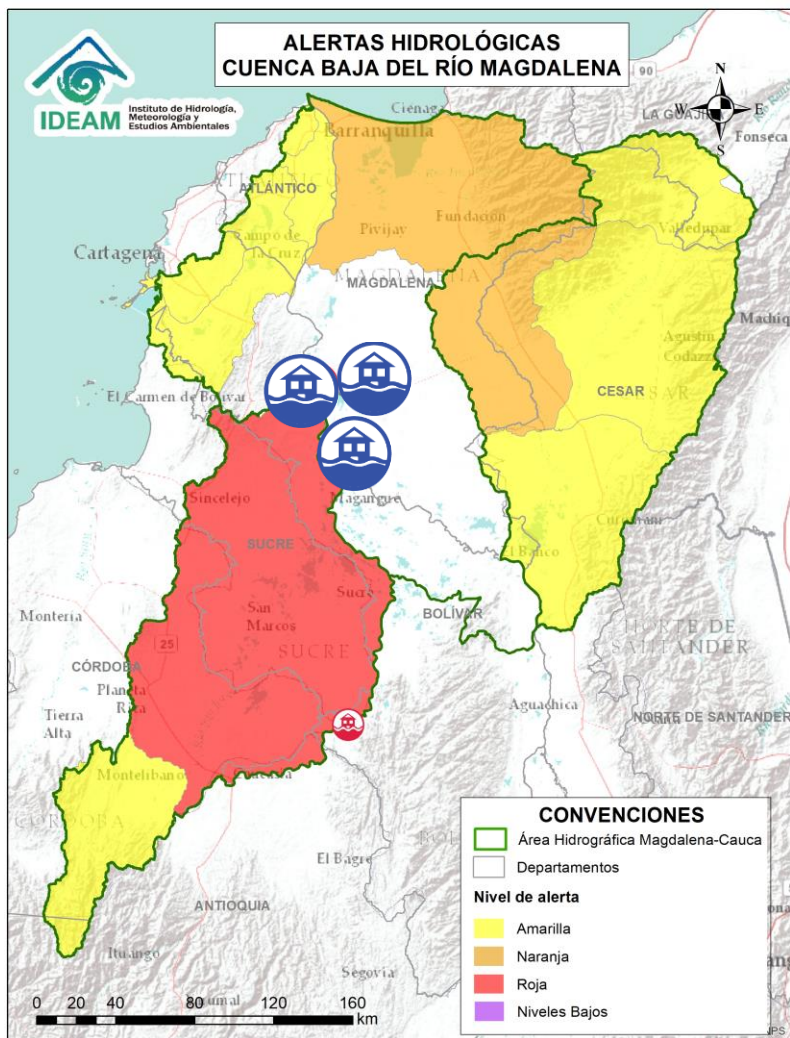 ALERTAS HIDROLÓGICAS
CUENCA BAJA DEL RÍO MAGDALENA
IDEAM
Instituto de Hidrología,
Meteorología y
Estudios Ambientales
N
W
E
S
90
LA GUAJIRA
Fonseca
Ciénaga
Barranquilla
ATLÁNTICO
Cartagena
Campo de
la Cruz
Pivijay
Fundación
MAGDALENA
MAGDALENA
Valledupar
Agustín
Codazzi
CESAR
El Carmen de Bolívar
Sincelejo
Magangué
SUCRE
Curumaní
El Banco
Sucre
BOLÍVAR
San
Marcos
SUCRE
Montería
25
CÓRDOBA
Planeta
Rica
Tierra
Alta
NORTE DE
SANTANDER
Aguachica
NORTE DE SANTANDER
Montelíbano
CÓRDOBA
El Bagre
ANTIOQUIA
Ituango
Segovia
0 20 40 80 120 160
km
CONVENCIONES
Área Hidrográfica Magdalena-Cauca
Departamentos
Nivel de alerta
Amarilla
Naranja
Roja
Niveles Bajos